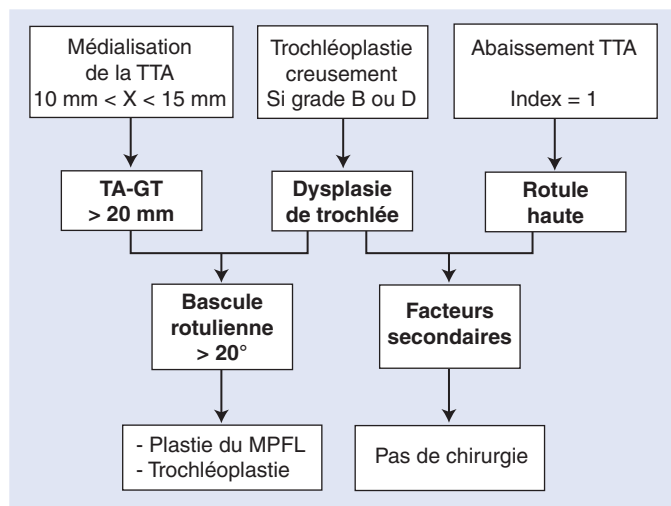 Médialisation
de la TTA
10 mm < X < 15 mm
Trochléoplastie
creusement
Si grade B ou D
Abaissement TTA
Index = 1
TA-GT
> 20 mm
Dysplasie
de trochlée
Rotule
haute
Bascule
rotulienne
> 20°
Facteurs
secondaires
- Plastie du MPFL
- Trochléoplastie
Pas de chirurgie